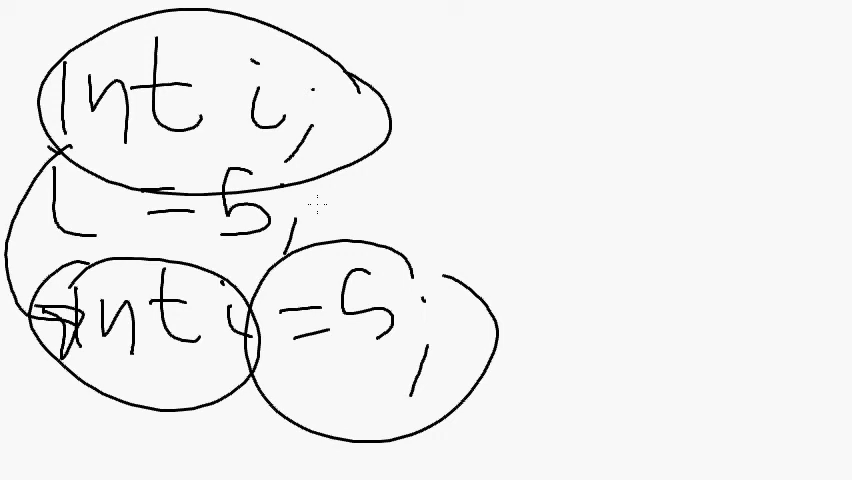 Int i;
i = 5;
int i = 5;